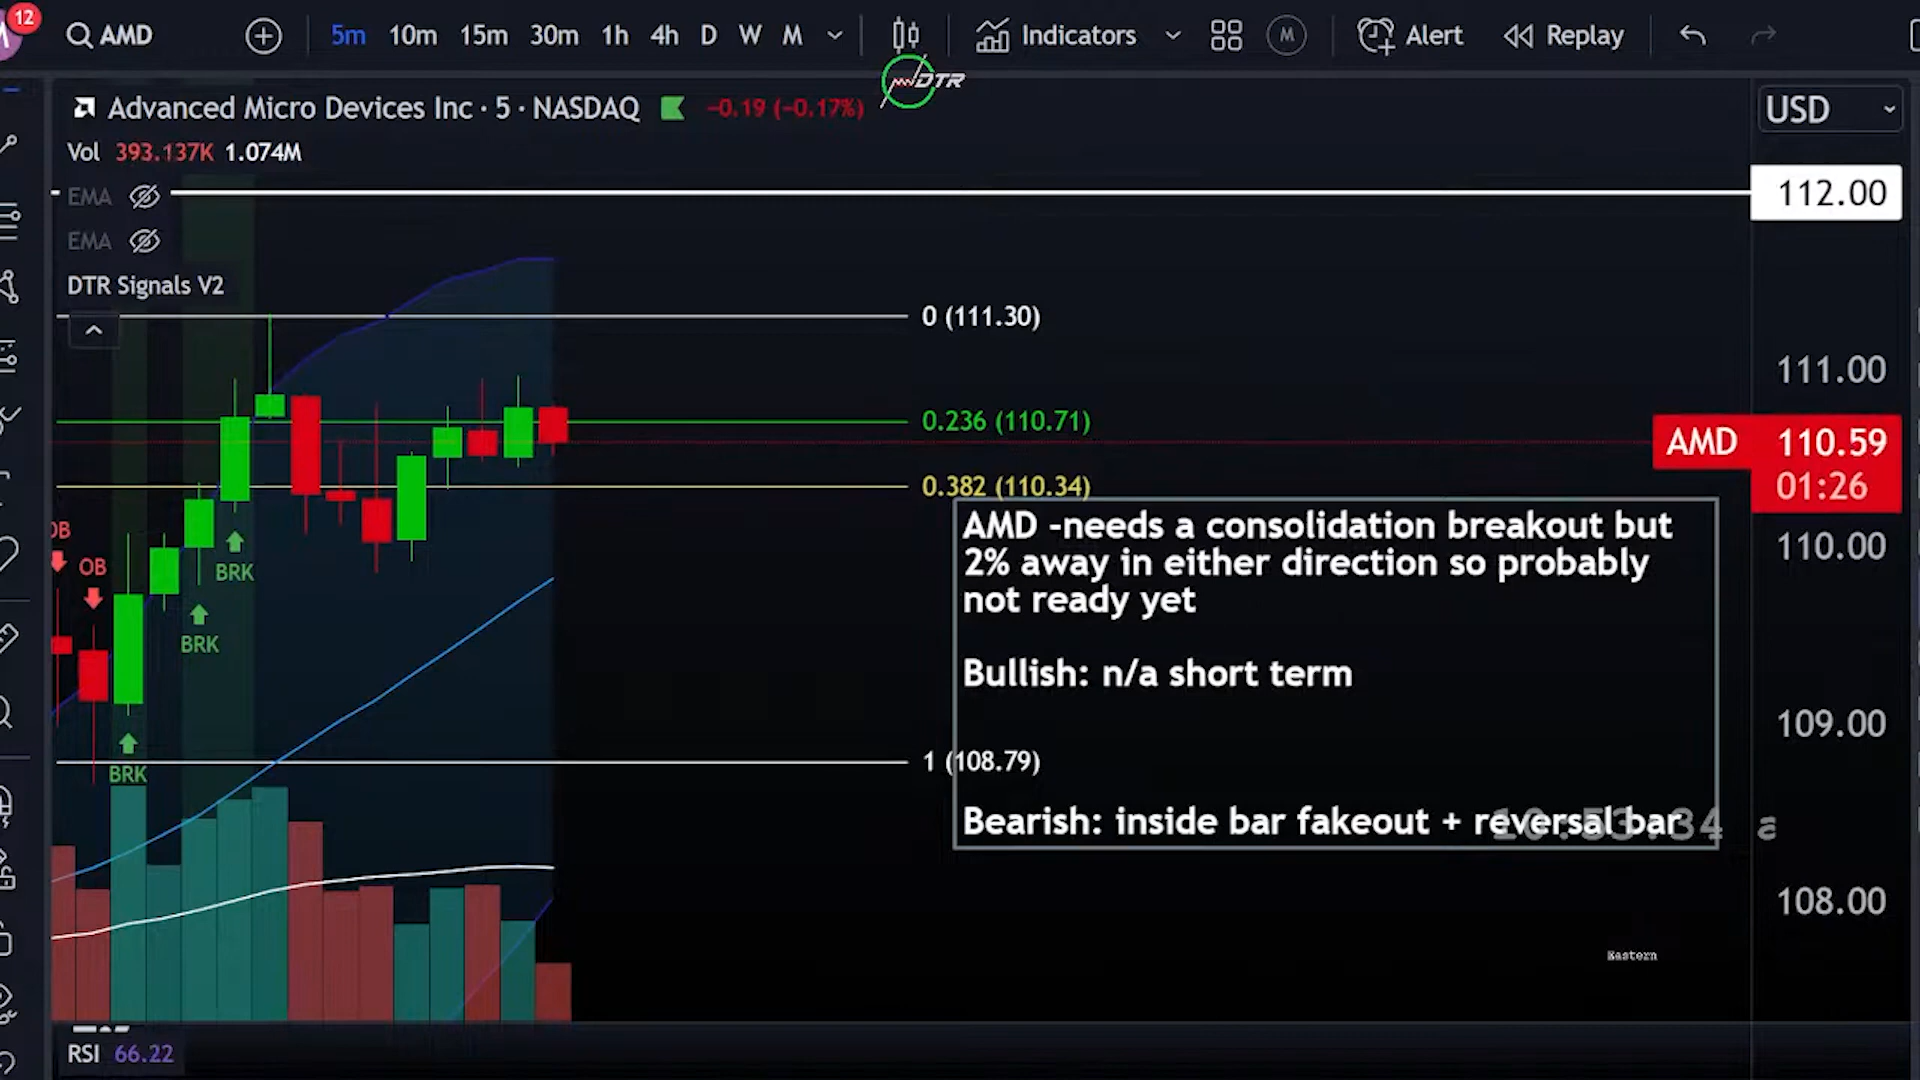 12
AMD
5m 10m 15m 30m 1h 4h D W M
Indicators
M
Alert
Replay
DTR
Advanced Micro Devices Inc · 5 · NASDAQ
−0.19 (−0.17%)
USD
Vol 393.137K 1.074M
EMA
112.00
EMA
DTR Signals V2
0 (111.30)
111.00
0.236 (110.71)
AMD 110.59
01:26
0.382 (110.34)
AMD -needs a consolidation breakout but
2% away in either direction so probably
not ready yet
110.00
OB
OB
BRK
BRK
Bullish: n/a short term
109.00
1 (108.79)
BRK
Bearish: inside bar fakeout + reversal bar
108.00
Eastern
RSI 66.22